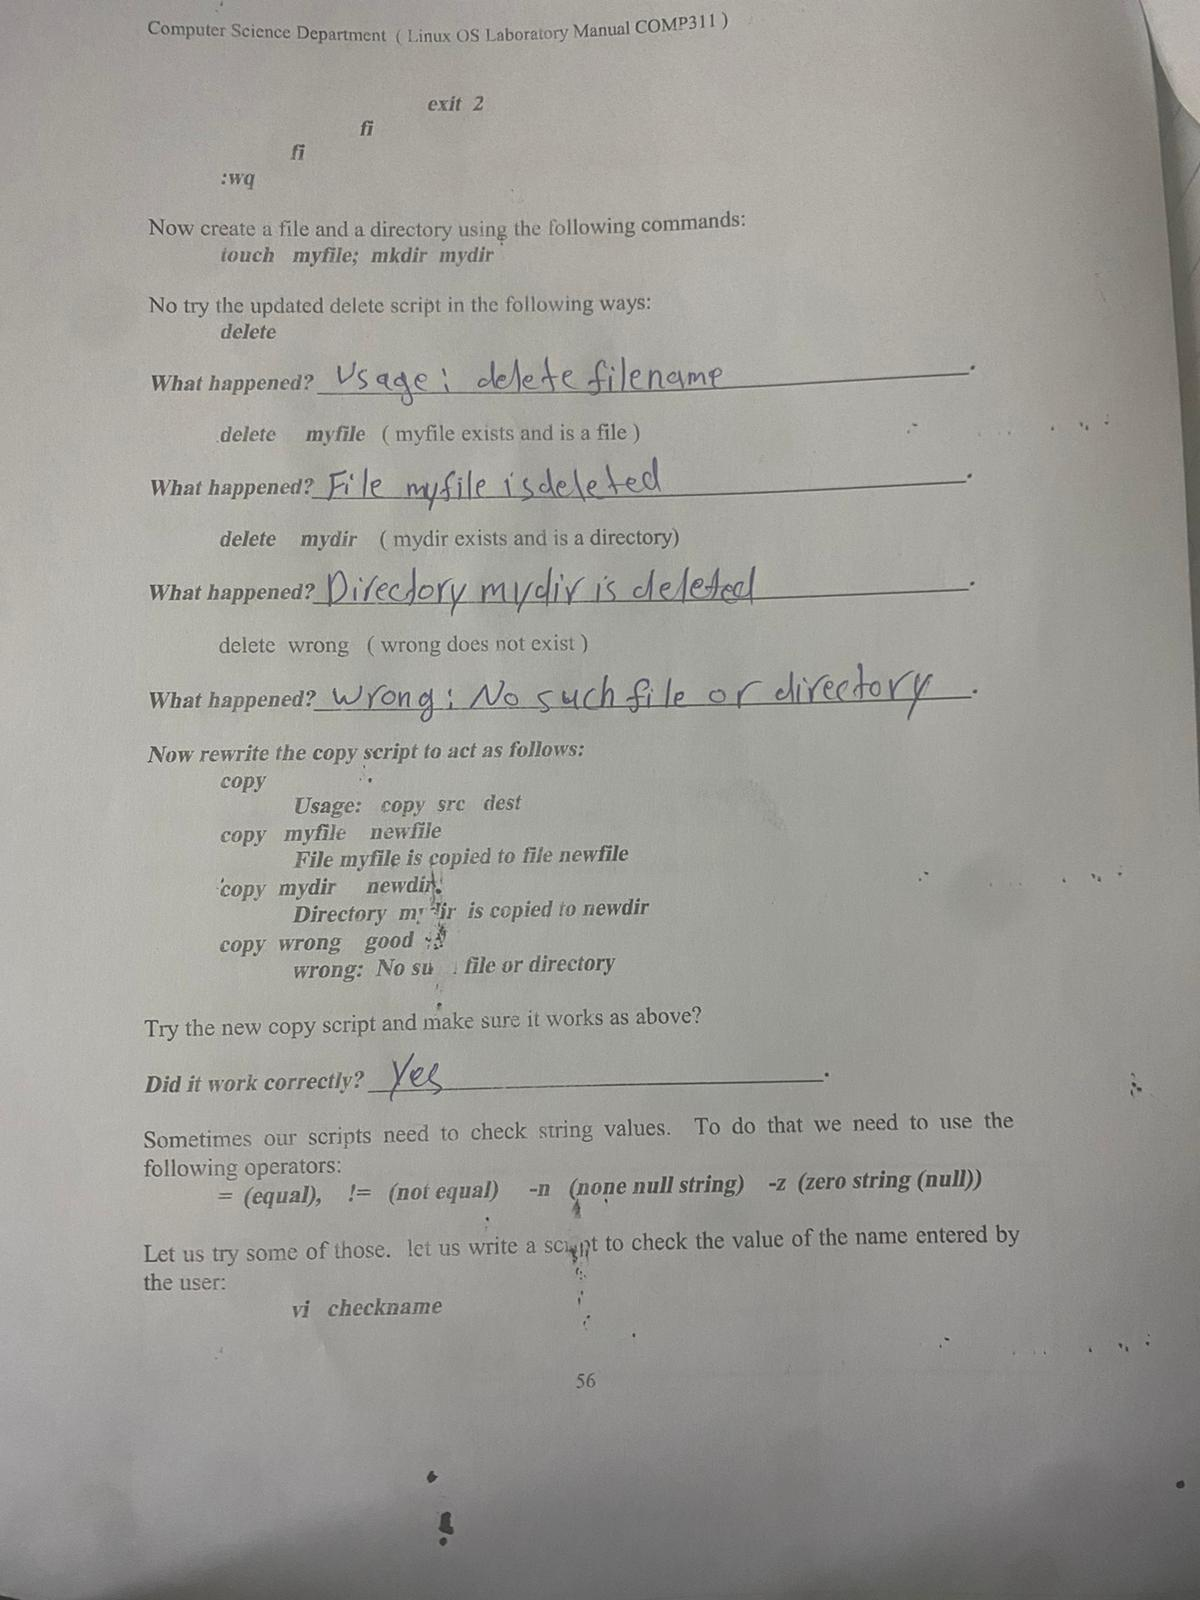 Computer Science Department ( Linux OS Laboratory Manual COMP311 )
exit 2
fi
fi
:wq
Now create a file and a directory using the following commands:
touch myfile; mkdir mydir
No try the updated delete script in the following ways:
delete
What happened? Usage: delete filename.
delete myfile ( myfile exists and is a file )
What happened? File myfile is deleted.
delete mydir ( mydir exists and is a directory)
What happened? Directory mydir is deleted.
delete wrong ( wrong does not exist )
What happened? Wrong: No such file or directory.
Now rewrite the copy script to act as follows:
copy
Usage: copy src dest
copy myfile newfile
File myfile is copied to file newfile
copy mydir newdir
Directory mydir is copied to newdir
copy wrong good
wrong: No su file or directory
Try the new copy script and make sure it works as above?
Did it work correctly? Yes.
Sometimes our scripts need to check string values. To do that we need to use the
following operators:
= (equal), != (not equal) -n (none null string) -z (zero string (null))
Let us try some of those. let us write a script to check the value of the name entered by
the user:
vi checkname
56